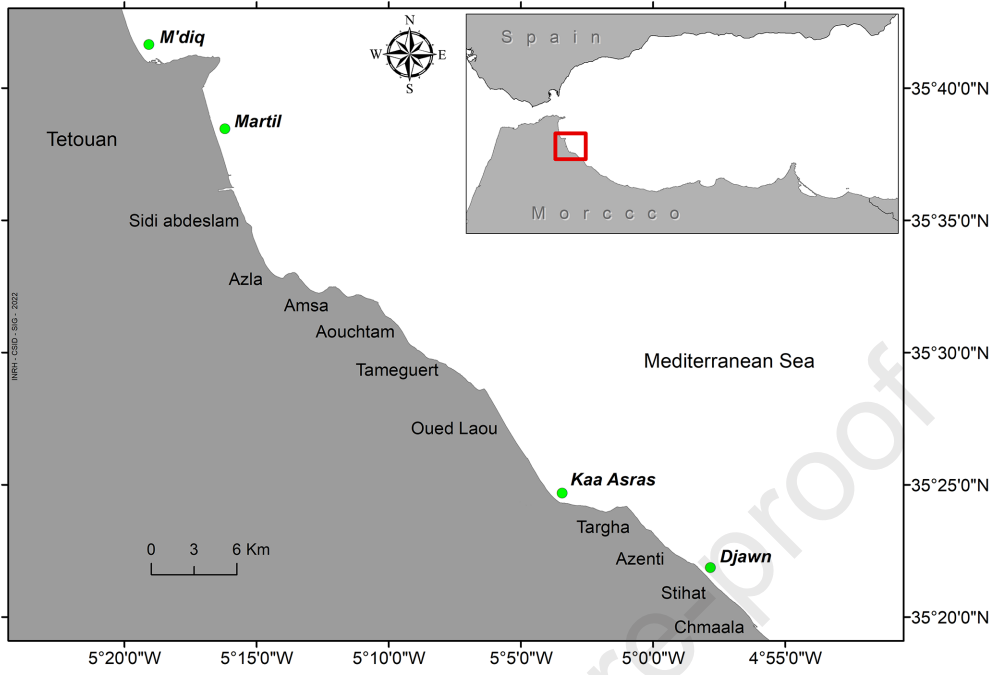 M'diq
N
W E
S
Spain
35°40'0"N
Martil
Tetouan
Morccco
Sidi abdeslam
35°35'0"N
Azla
Amsa
Aouchtam
INRH - CSID - SIG - 2022
35°30'0"N
Mediterranean Sea
Tameguert
Oued Laou
Kaa Asras
35°25'0"N
Targha
0 3 6 Km
Azenti
Djawn
Stihat
35°20'0"N
Chmaala
re-proof
5°20'0"W 5°15'0"W 5°10'0"W 5°5'0"W 5°0'0"W 4°55'0"W